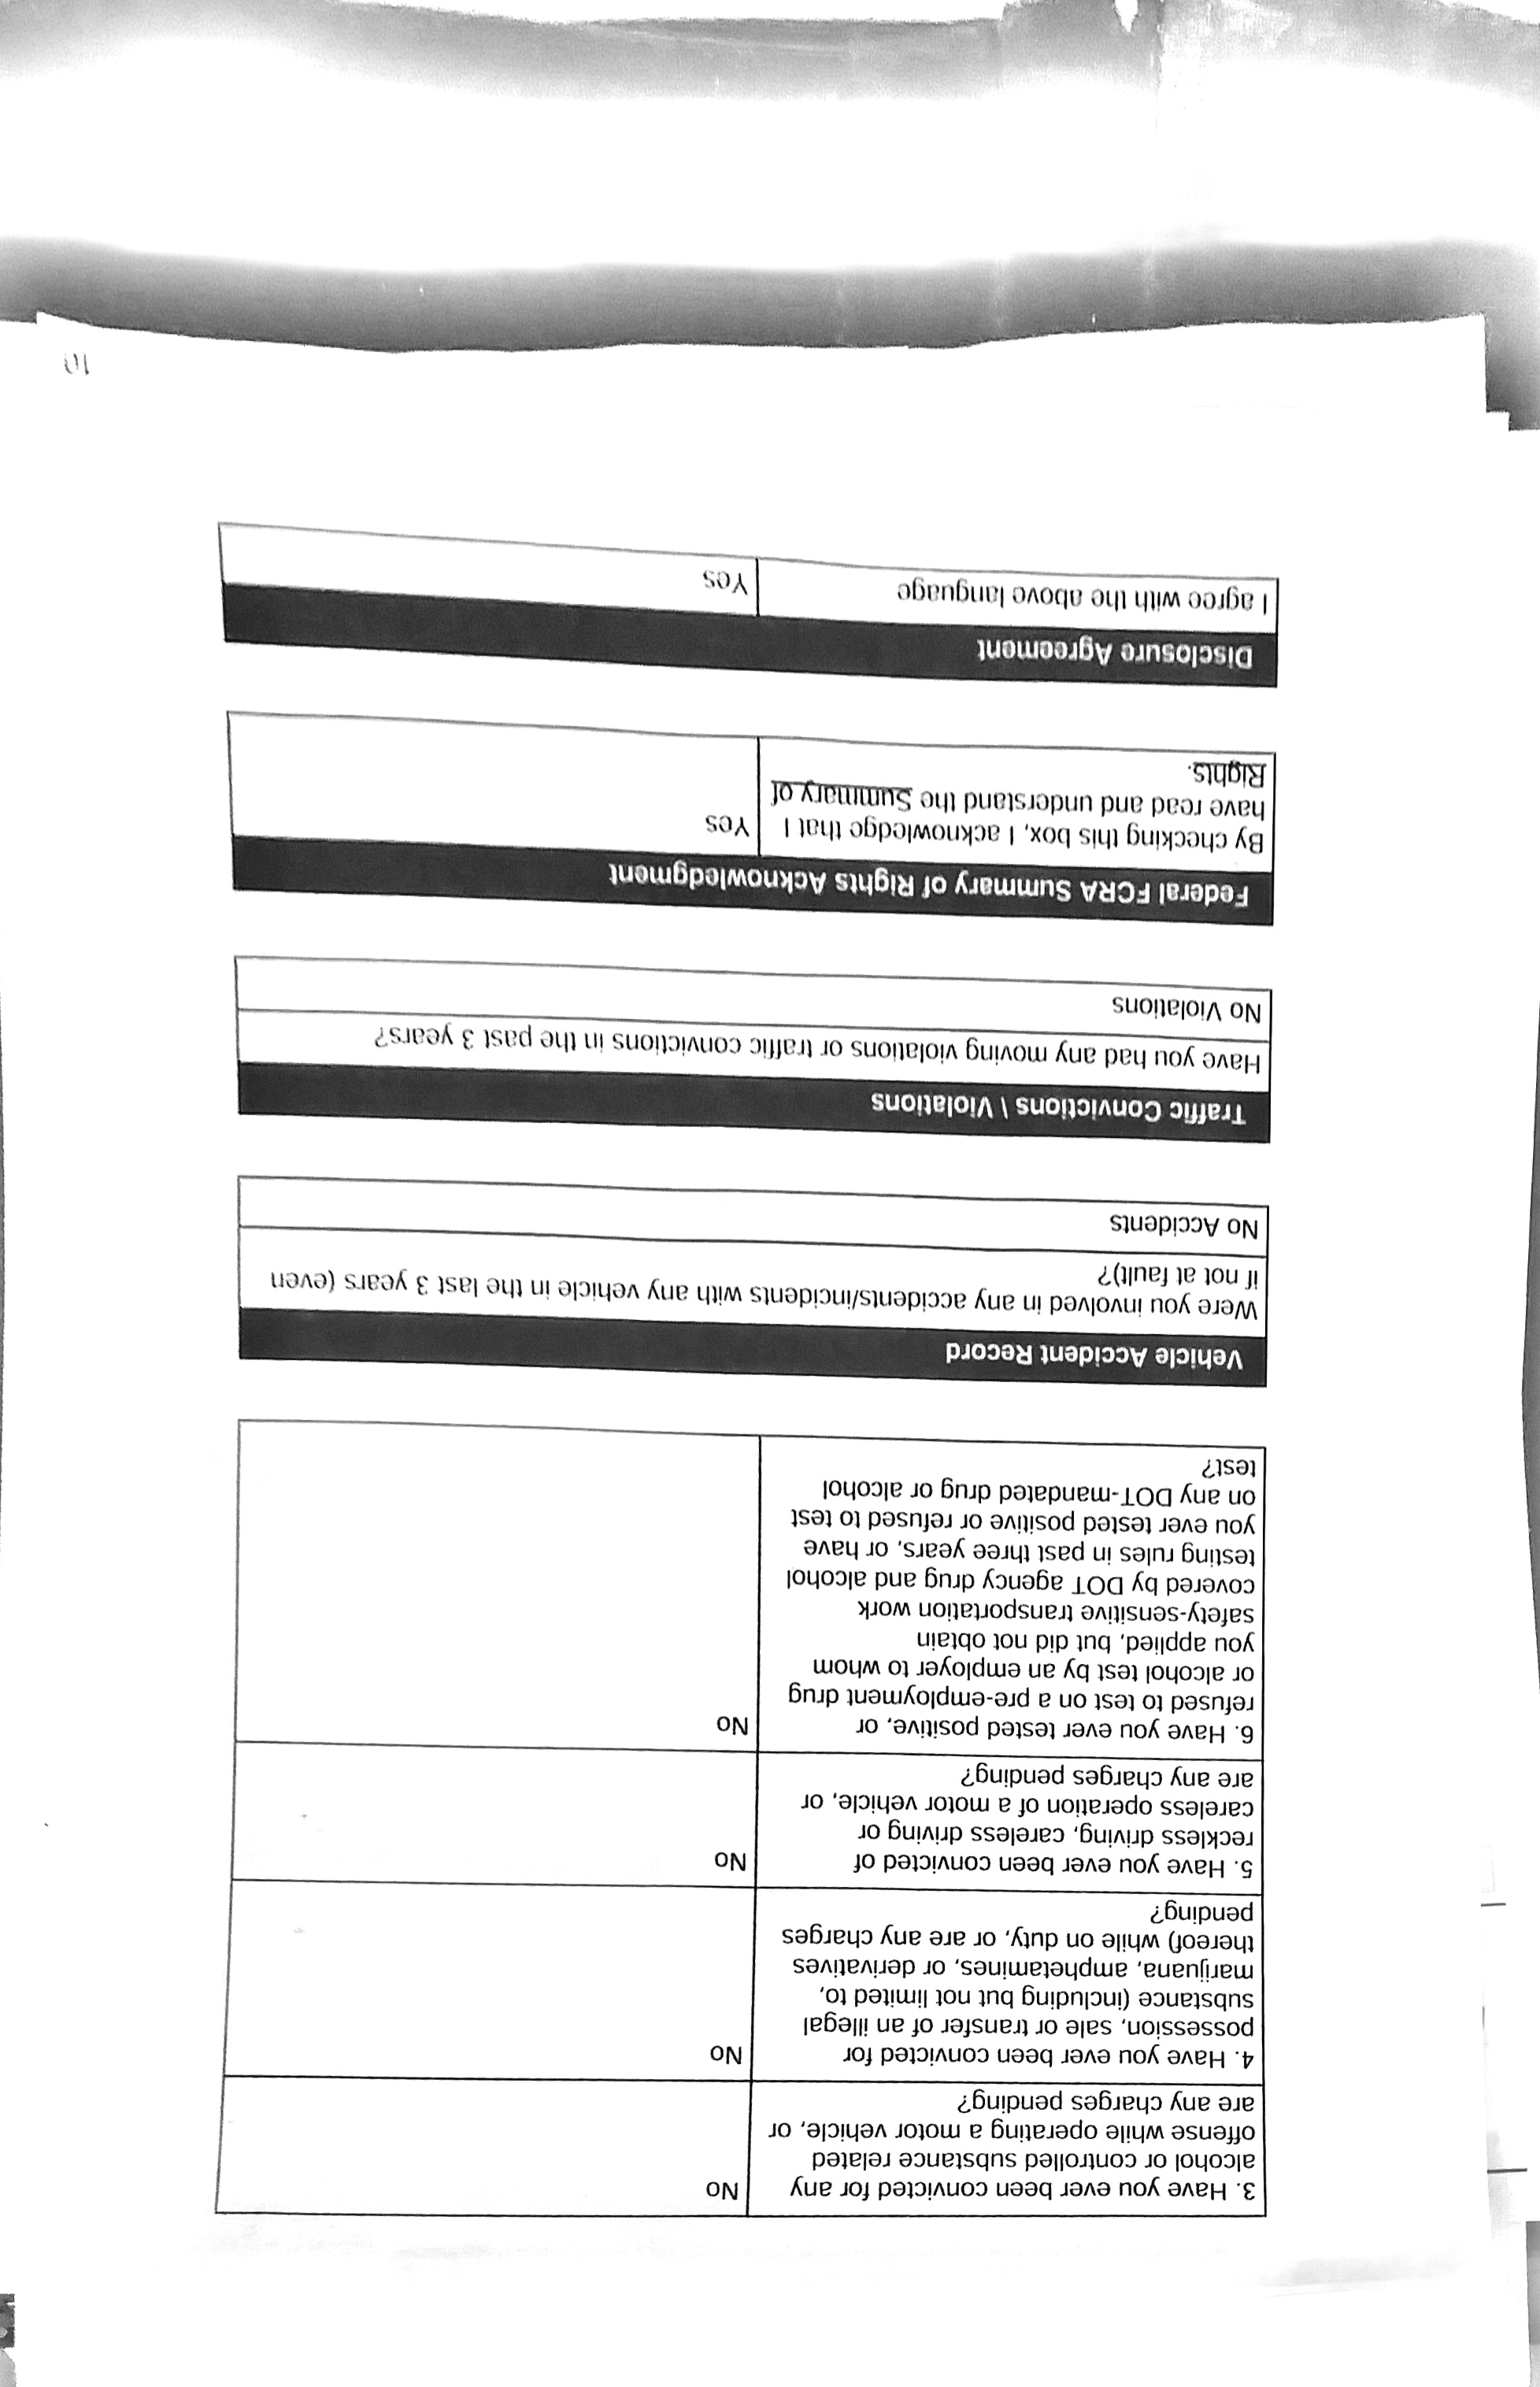 3. Have you ever been convicted for any
alcohol or controlled substance related
offense while operating a motor vehicle, or
are any charges pending?
No
4. Have you ever been convicted for
possession, sale or transfer of an illegal
substance (including but not limited to,
marijuana, amphetamines, or derivatives
thereof) while on duty, or are any charges
pending?
No
5. Have you ever been convicted of
reckless driving, careless driving or
careless operation of a motor vehicle, or
are any charges pending?
No
6. Have you ever tested positive, or
refused to test on a pre-employment drug
or alcohol test by an employer to whom
you applied, but did not obtain
safety-sensitive transportation work
covered by DOT agency drug and alcohol
testing rules in past three years, or have
you ever tested positive or refused to test
on any DOT-mandated drug or alcohol
test?
No
Vehicle Accident Record
Were you involved in any accidents/incidents with any vehicle in the last 3 years (even
if not at fault)?
No Accidents
Traffic Convictions \ Violations
Have you had any moving violations or traffic convictions in the past 3 years?
No Violations
Federal FCRA Summary of Rights Acknowledgment
By checking this box, I acknowledge that I
have read and understand the Summary of
Rights.
Yes
Disclosure Agreement
I agree with the above language
Yes
10